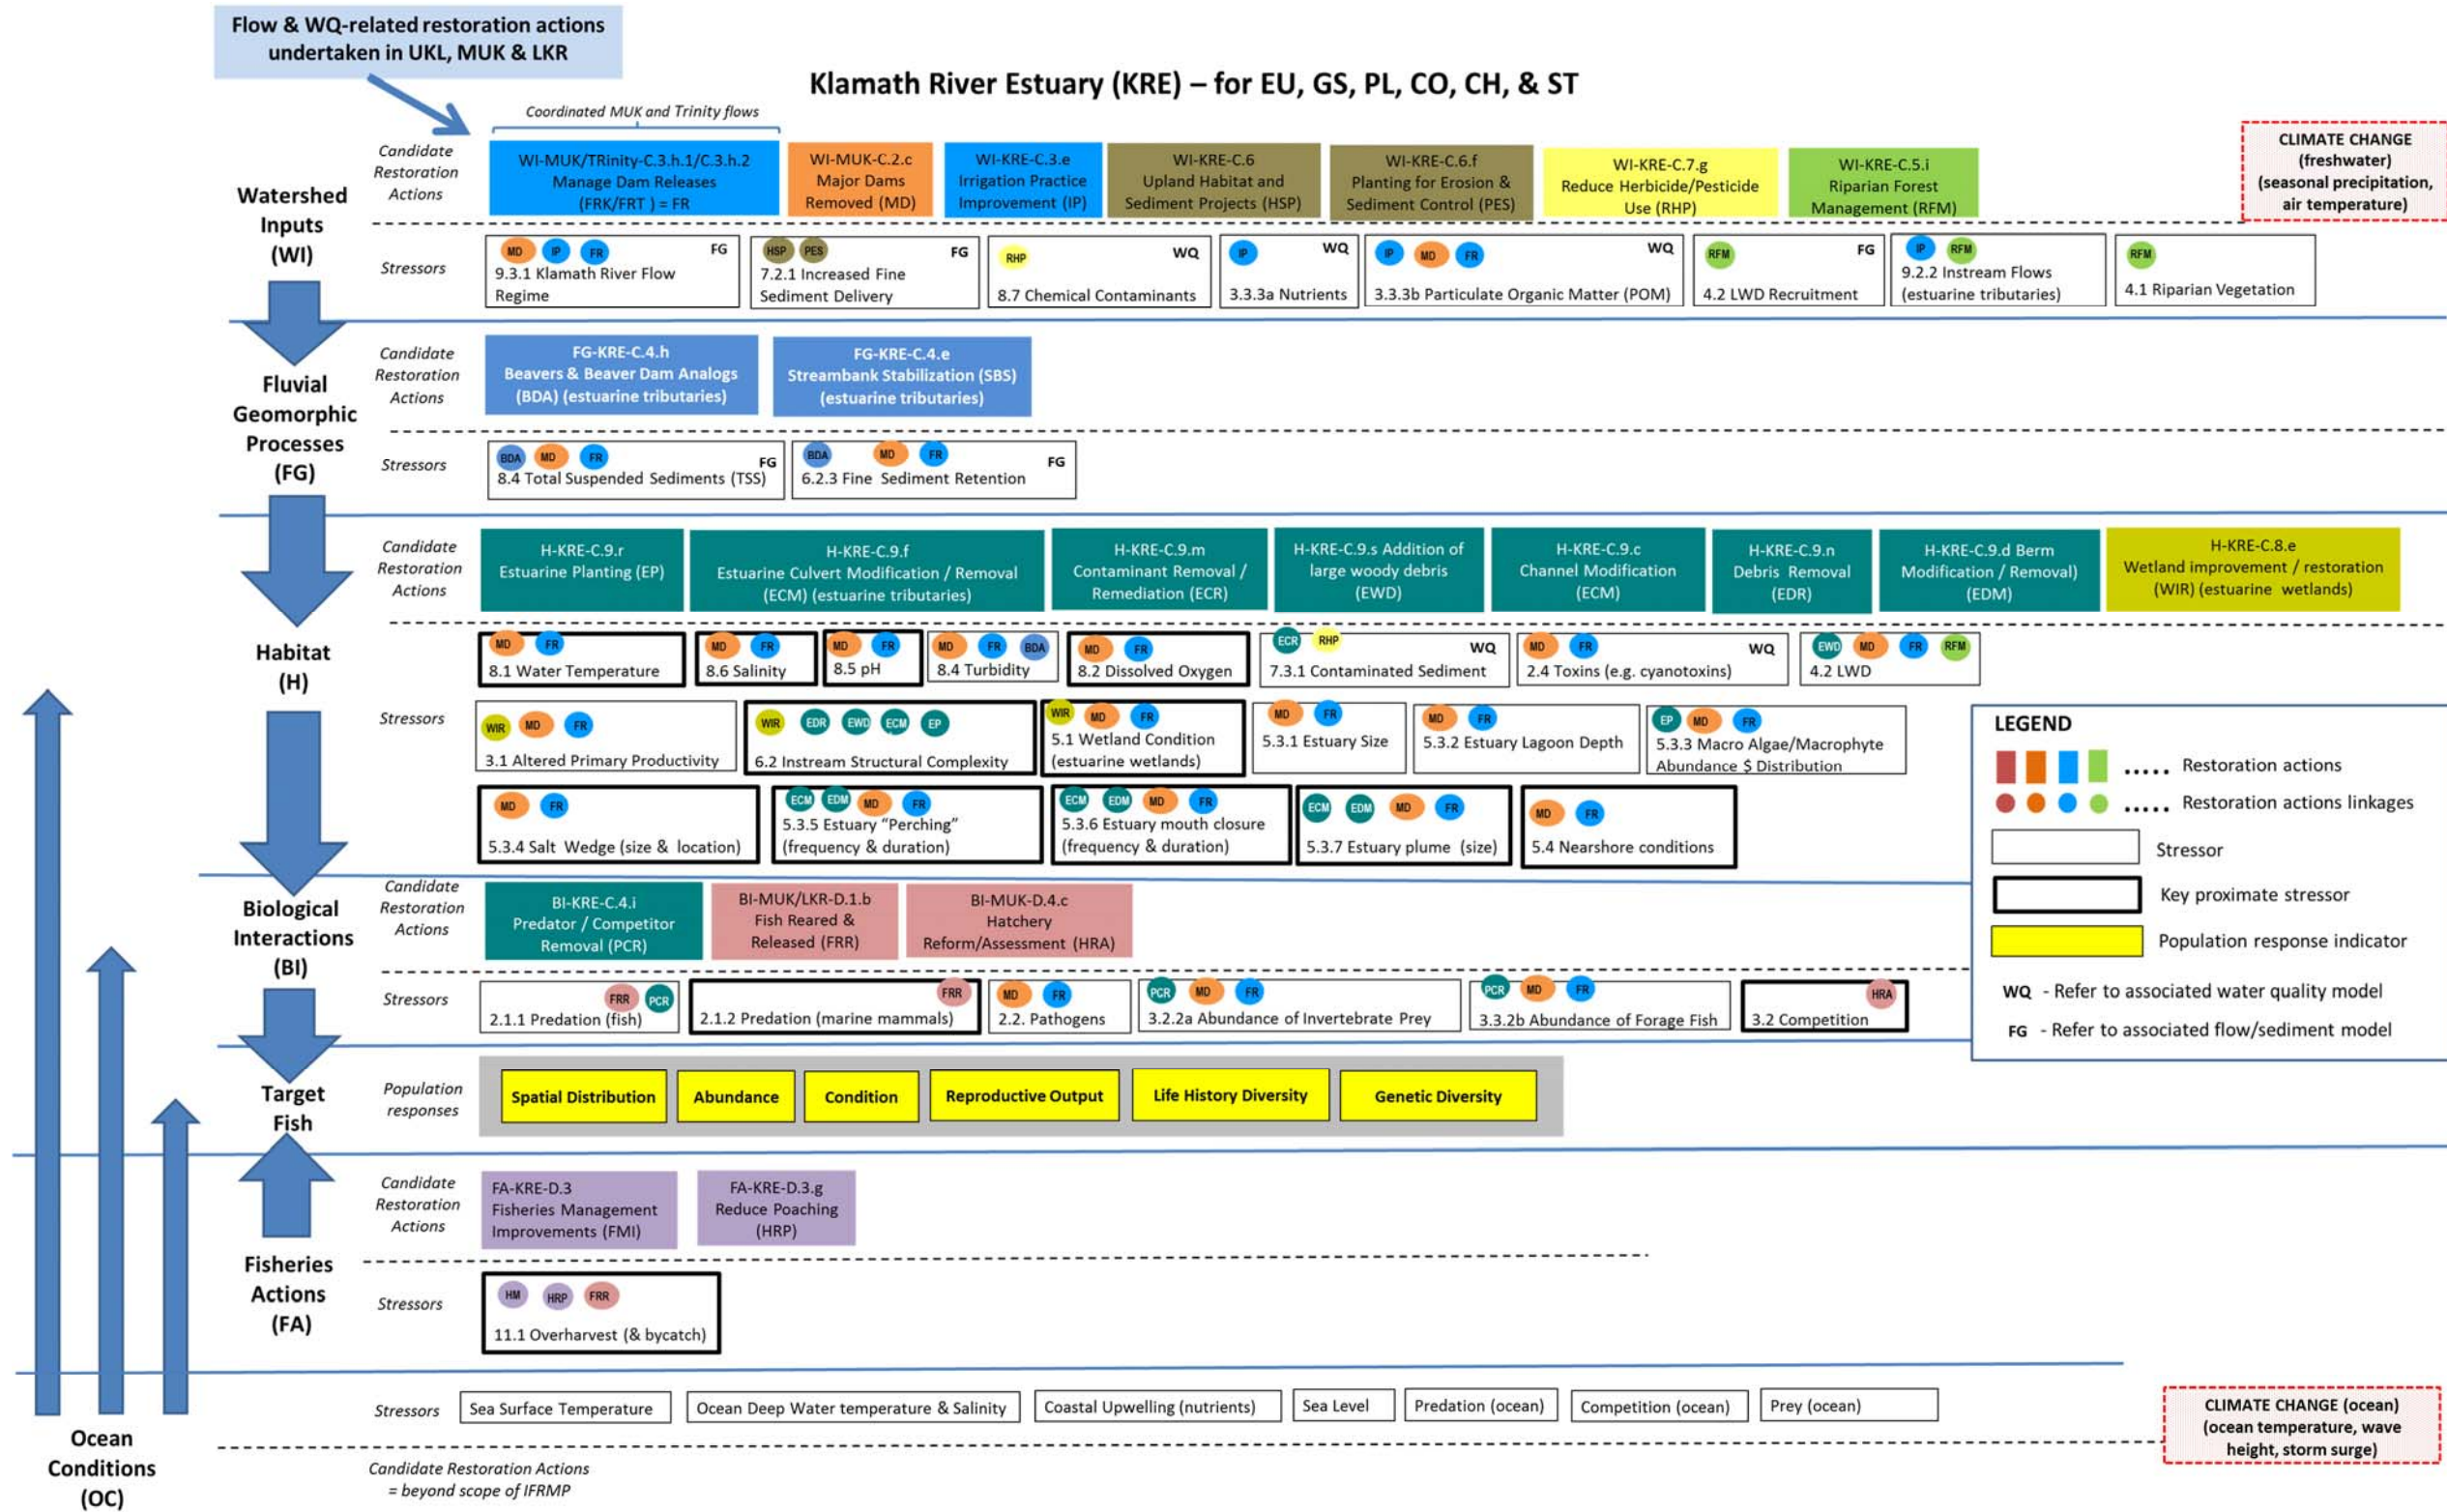 Flow & WQ-related restoration actions
undertaken in UKL, MUK & LKR
Klamath River Estuary (KRE) – for EU, GS, PL, CO, CH, & ST
Coordinated MUK and Trinity flows
Watershed
Inputs
(WI)
Candidate
Restoration
Actions
WI-MUK/TRinity-C.3.h.1/C.3.h.2
Manage Dam Releases
(FRK/FRT ) = FR
WI-MUK-C.2.c
Major Dams
Removed (MD)
WI-KRE-C.3.e
Irrigation Practice
Improvement (IP)
WI-KRE-C.6
Upland Habitat and
Sediment Projects (HSP)
WI-KRE-C.6.f
Planting for Erosion &
Sediment Control (PES)
WI-KRE-C.7.g
Reduce Herbicide/Pesticide
Use (RHP)
WI-KRE-C.5.i
Riparian Forest
Management (RFM)
CLIMATE CHANGE
(freshwater)
(seasonal precipitation,
air temperature)
Stressors
MD IP FR FG
9.3.1 Klamath River Flow
Regime
HSP PES FG
7.2.1 Increased Fine
Sediment Delivery
RHP WQ
8.7 Chemical Contaminants
IP WQ
3.3.3a Nutrients
IP MD FR WQ
3.3.3b Particulate Organic Matter (POM)
RFM FG
4.2 LWD Recruitment
IP RFM
9.2.2 Instream Flows
(estuarine tributaries)
RFM
4.1 Riparian Vegetation
Fluvial
Geomorphic
Processes
(FG)
Candidate
Restoration
Actions
FG-KRE-C.4.h
Beavers & Beaver Dam Analogs
(BDA) (estuarine tributaries)
FG-KRE-C.4.e
Streambank Stabilization (SBS)
(estuarine tributaries)
Stressors
BDA MD FR FG
8.4 Total Suspended Sediments (TSS)
BDA MD FR FG
6.2.3 Fine Sediment Retention
Habitat
(H)
Candidate
Restoration
Actions
H-KRE-C.9.r
Estuarine Planting (EP)
H-KRE-C.9.f
Estuarine Culvert Modification / Removal
(ECM) (estuarine tributaries)
H-KRE-C.9.m
Contaminant Removal /
Remediation (ECR)
H-KRE-C.9.s Addition of
large woody debris
(EWD)
H-KRE-C.9.c
Channel Modification
(ECM)
H-KRE-C.9.n
Debris Removal
(EDR)
H-KRE-C.9.d Berm
Modification / Removal)
(EDM)
H-KRE-C.8.e
Wetland improvement / restoration
(WIR) (estuarine wetlands)
Stressors
MD FR
8.1 Water Temperature
MD FR
8.6 Salinity
MD FR
8.5 pH
MD FR BDA
8.4 Turbidity
MD FR
8.2 Dissolved Oxygen
ECR RHP WQ
7.3.1 Contaminated Sediment
MD FR WQ
2.4 Toxins (e.g. cyanotoxins)
EWD MD FR RFM
4.2 LWD
WIR MD FR
3.1 Altered Primary Productivity
WIR EDR EWD ECM EP
6.2 Instream Structural Complexity
WIR MD FR
5.1 Wetland Condition
(estuarine wetlands)
MD FR
5.3.1 Estuary Size
MD FR
5.3.2 Estuary Lagoon Depth
EP MD FR
5.3.3 Macro Algae/Macrophyte
Abundance $ Distribution
MD FR
5.3.4 Salt Wedge (size & location)
ECM EDM MD FR
5.3.5 Estuary “Perching”
(frequency & duration)
ECM EDM MD FR
5.3.6 Estuary mouth closure
(frequency & duration)
ECM EDM MD FR
5.3.7 Estuary plume (size)
MD FR
5.4 Nearshore conditions
LEGEND
..... Restoration actions
..... Restoration actions linkages
Stressor
Key proximate stressor
Population response indicator
WQ - Refer to associated water quality model
FG - Refer to associated flow/sediment model
Biological
Interactions
(BI)
Candidate
Restoration
Actions
BI-KRE-C.4.i
Predator / Competitor
Removal (PCR)
BI-MUK/LKR-D.1.b
Fish Reared &
Released (FRR)
BI-MUK-D.4.c
Hatchery
Reform/Assessment (HRA)
Stressors
FRR PCR
2.1.1 Predation (fish)
FRR
2.1.2 Predation (marine mammals)
MD FR
2.2. Pathogens
PCR MD FR
3.2.2a Abundance of Invertebrate Prey
PCR MD FR
3.3.2b Abundance of Forage Fish
HRA
3.2 Competition
Target
Fish
Population
responses
Spatial Distribution
Abundance
Condition
Reproductive Output
Life History Diversity
Genetic Diversity
Fisheries
Actions
(FA)
Candidate
Restoration
Actions
FA-KRE-D.3
Fisheries Management
Improvements (FMI)
FA-KRE-D.3.g
Reduce Poaching
(HRP)
Stressors
HM HRP FRR
11.1 Overharvest (& bycatch)
Ocean
Conditions
(OC)
Stressors
Sea Surface Temperature
Ocean Deep Water temperature & Salinity
Coastal Upwelling (nutrients)
Sea Level
Predation (ocean)
Competition (ocean)
Prey (ocean)
CLIMATE CHANGE (ocean)
(ocean temperature, wave
height, storm surge)
Candidate Restoration Actions
= beyond scope of IFRMP